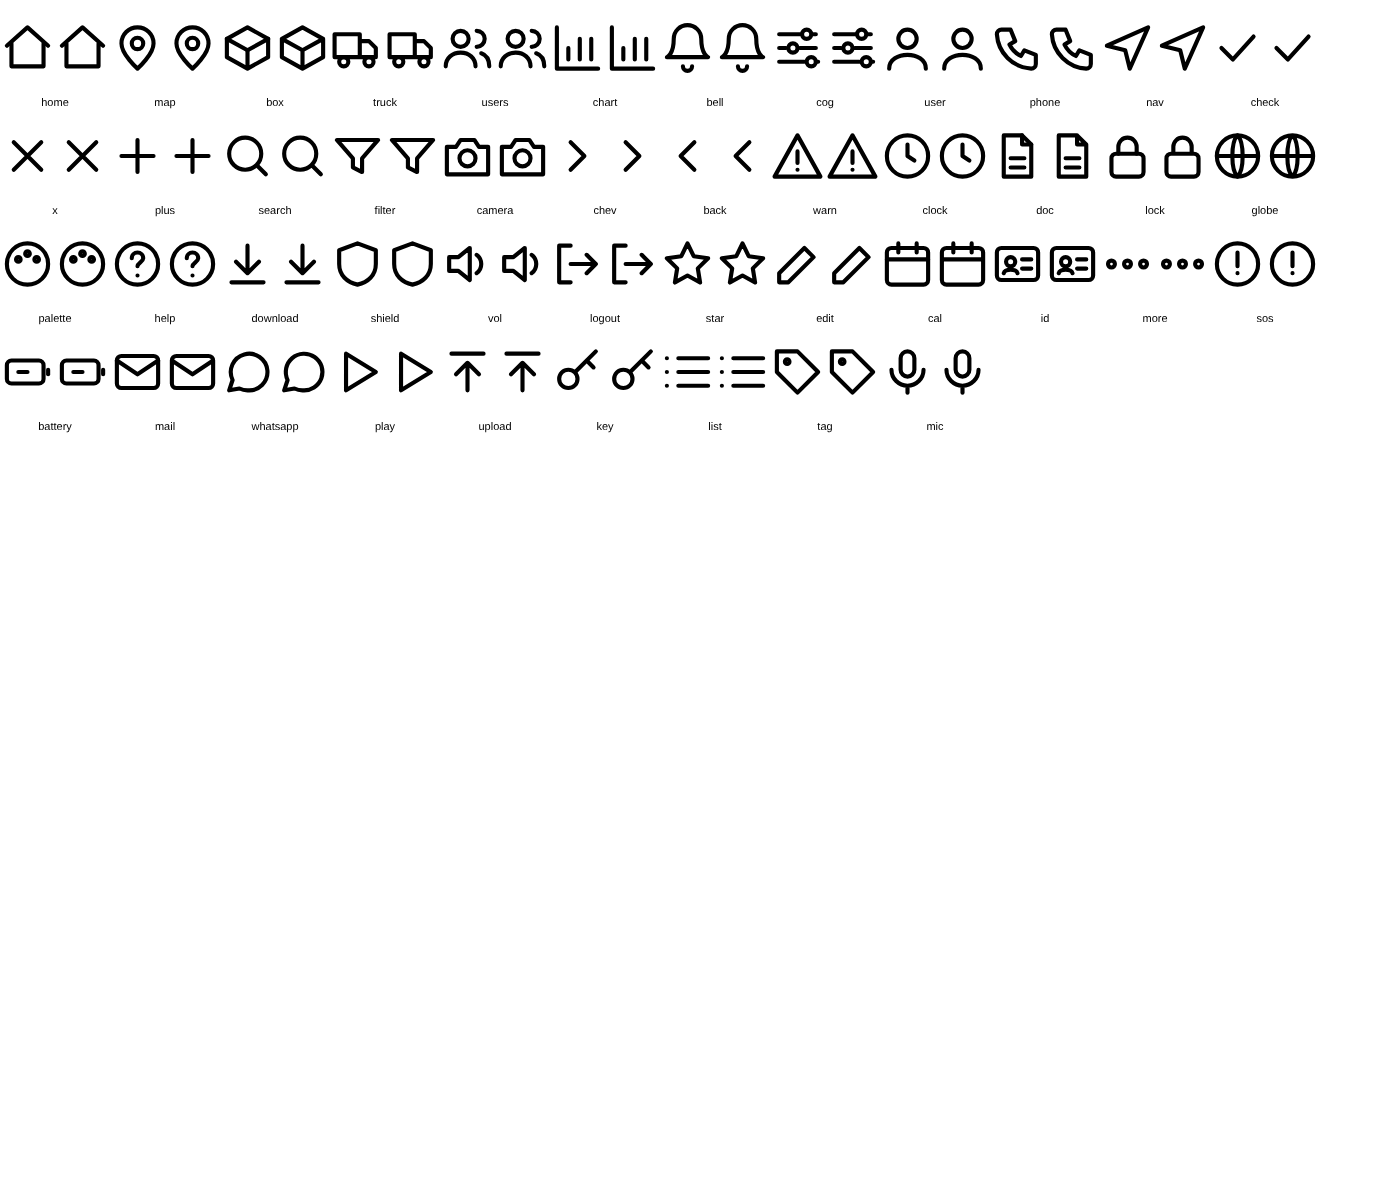 home map box truck users chart bell cog user phone nav check
x plus search filter camera chev back warn clock doc lock globe
palette help download shield vol logout star edit cal id more sos
battery mail whatsapp play upload key list tag mic